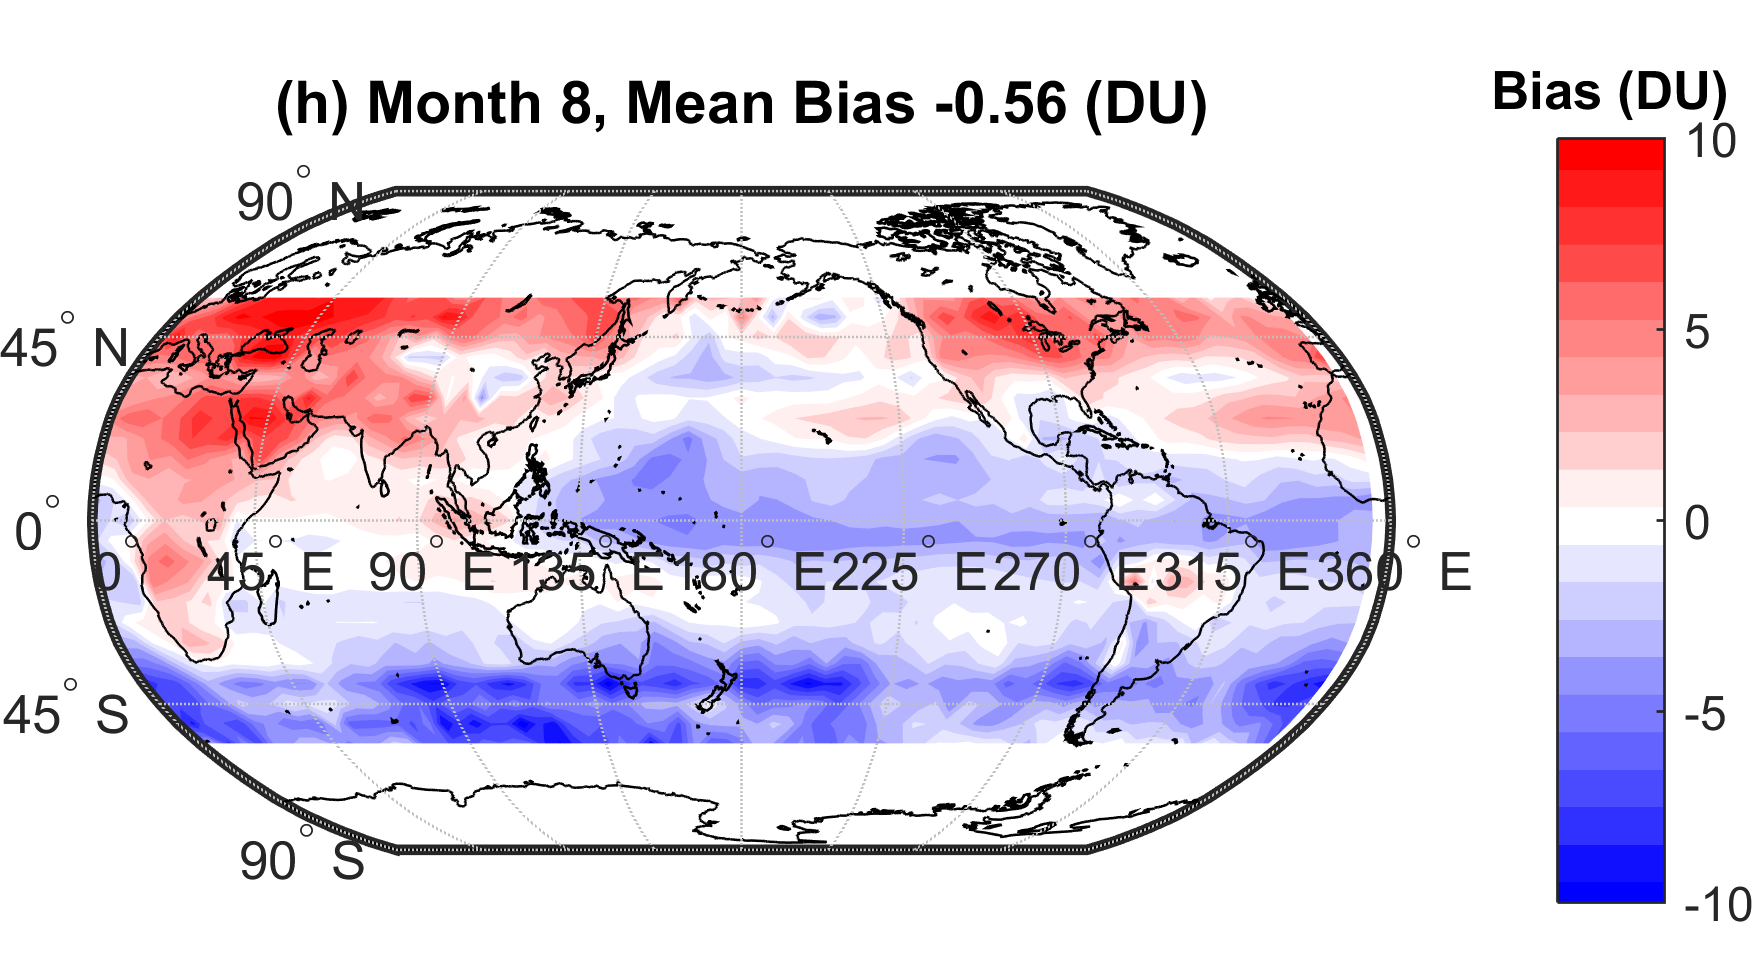 (h) Month 8, Mean Bias -0.56 (DU)
Bias (DU)
10
5
0
-5
-10
90° N
45° N
0°
0° 45° E 90° E 135° E 180° E 225° E 270° E 315° E 360° E
45° S
90° S